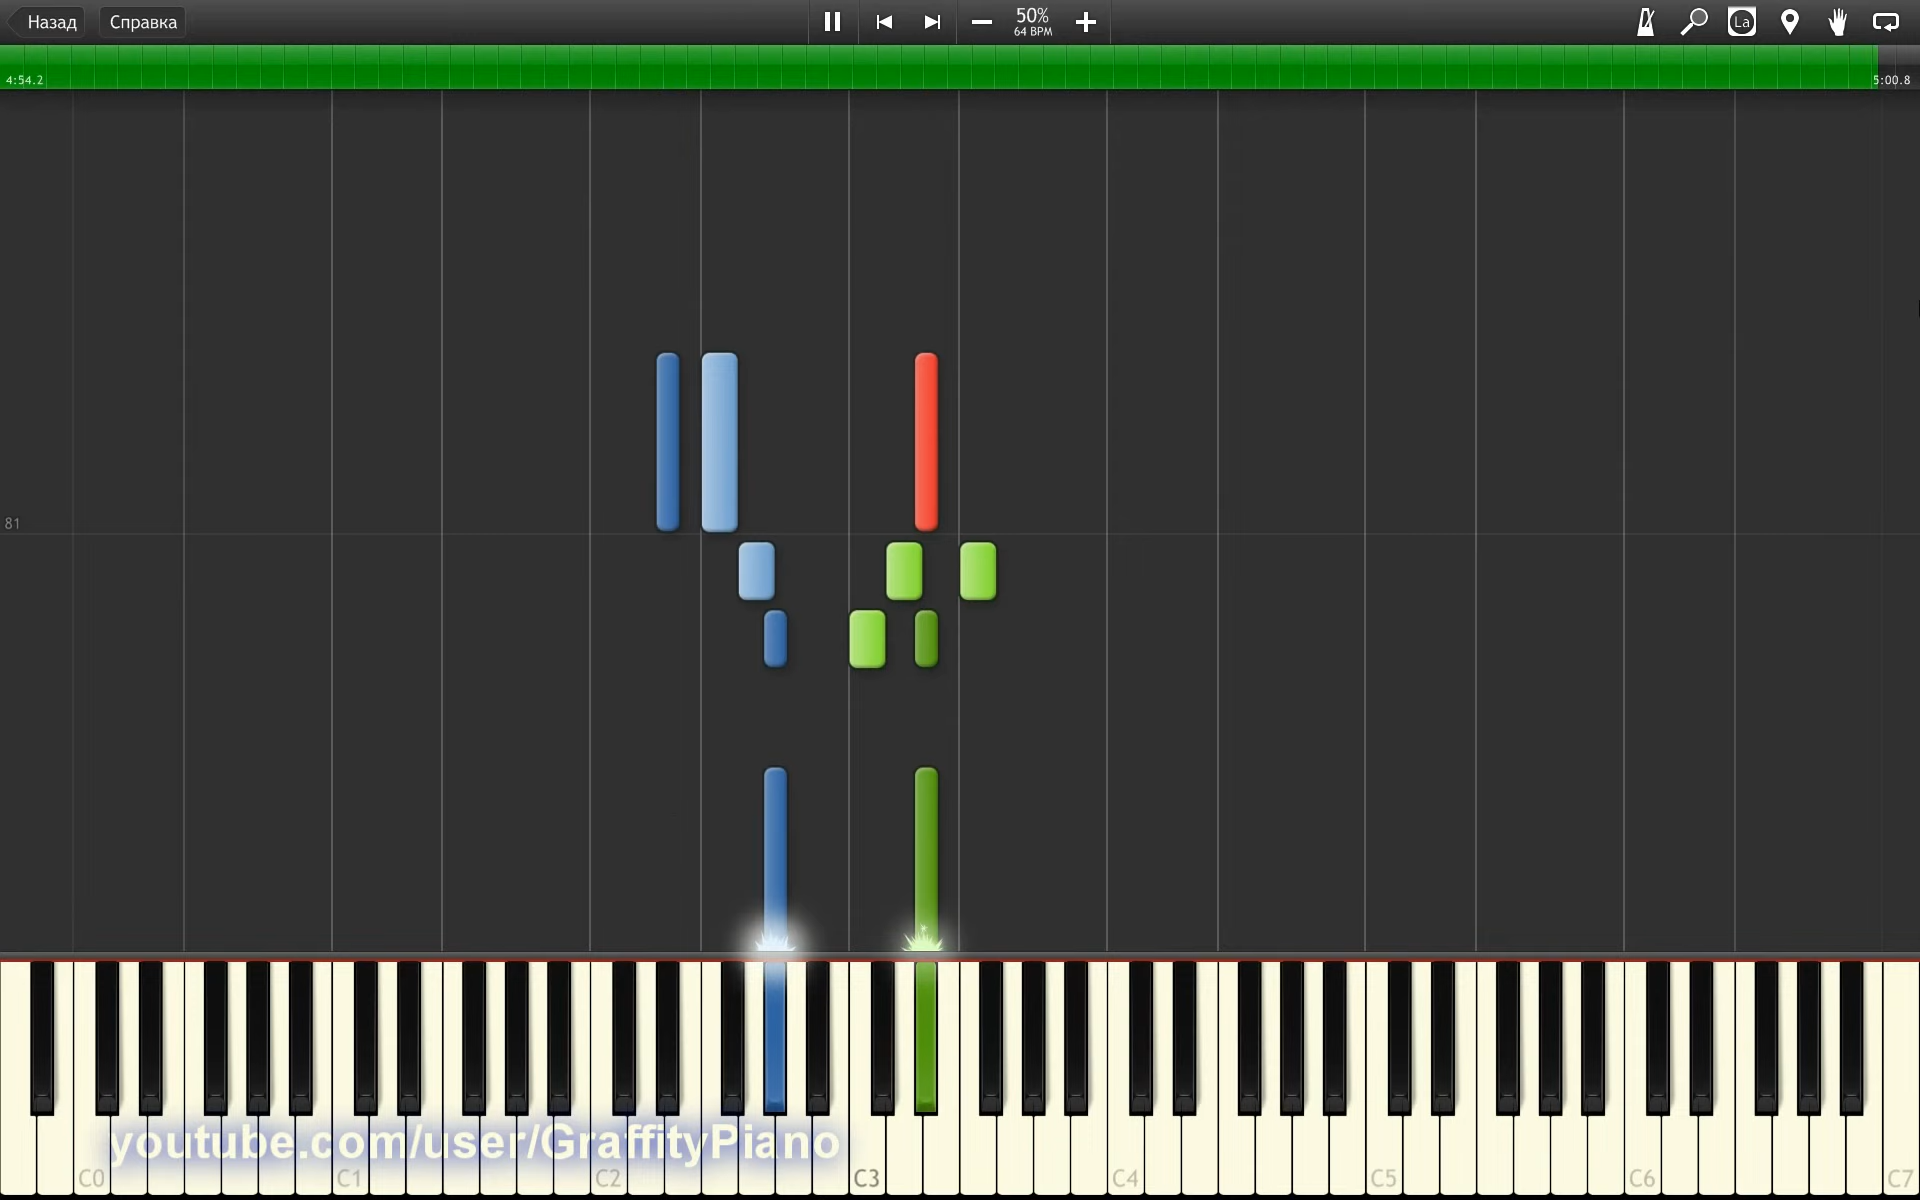 Назад Справка 50% La
64 BPM
4:54.2 5:00.8
81
youtube.com/user/GraffityPiano
C0 C1 C2 C3 C4 C5 C6 C7